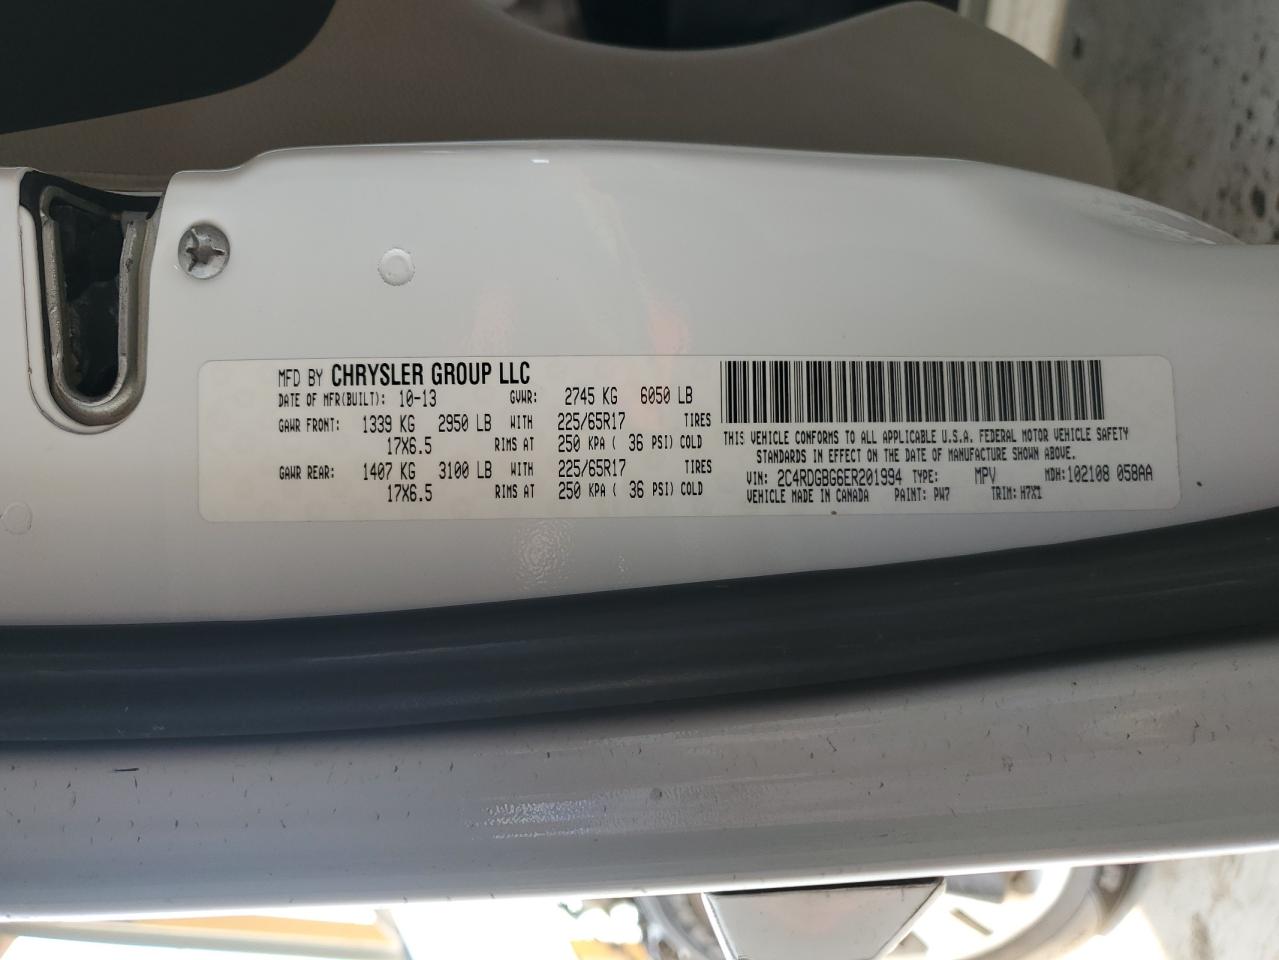 MFD BY CHRYSLER GROUP LLC
DATE OF MFR(BUILT): 10-13 GVWR: 2745 KG 6050 LB
GAWR FRONT: 1339 KG 2950 LB WITH 225/65R17 TIRES
17X6.5 RIMS AT 250 KPA ( 36 PSI) COLD
GAWR REAR: 1407 KG 3100 LB WITH 225/65R17 TIRES
17X6.5 RIMS AT 250 KPA ( 36 PSI) COLD
THIS VEHICLE CONFORMS TO ALL APPLICABLE U.S.A. FEDERAL MOTOR VEHICLE SAFETY
STANDARDS IN EFFECT ON THE DATE OF MANUFACTURE SHOWN ABOVE.
VIN: 2C4RDGBG6ER201994 TYPE: MPV MDH: 102108 058AA
VEHICLE MADE IN CANADA PAINT: PW7 TRIM: H7X1